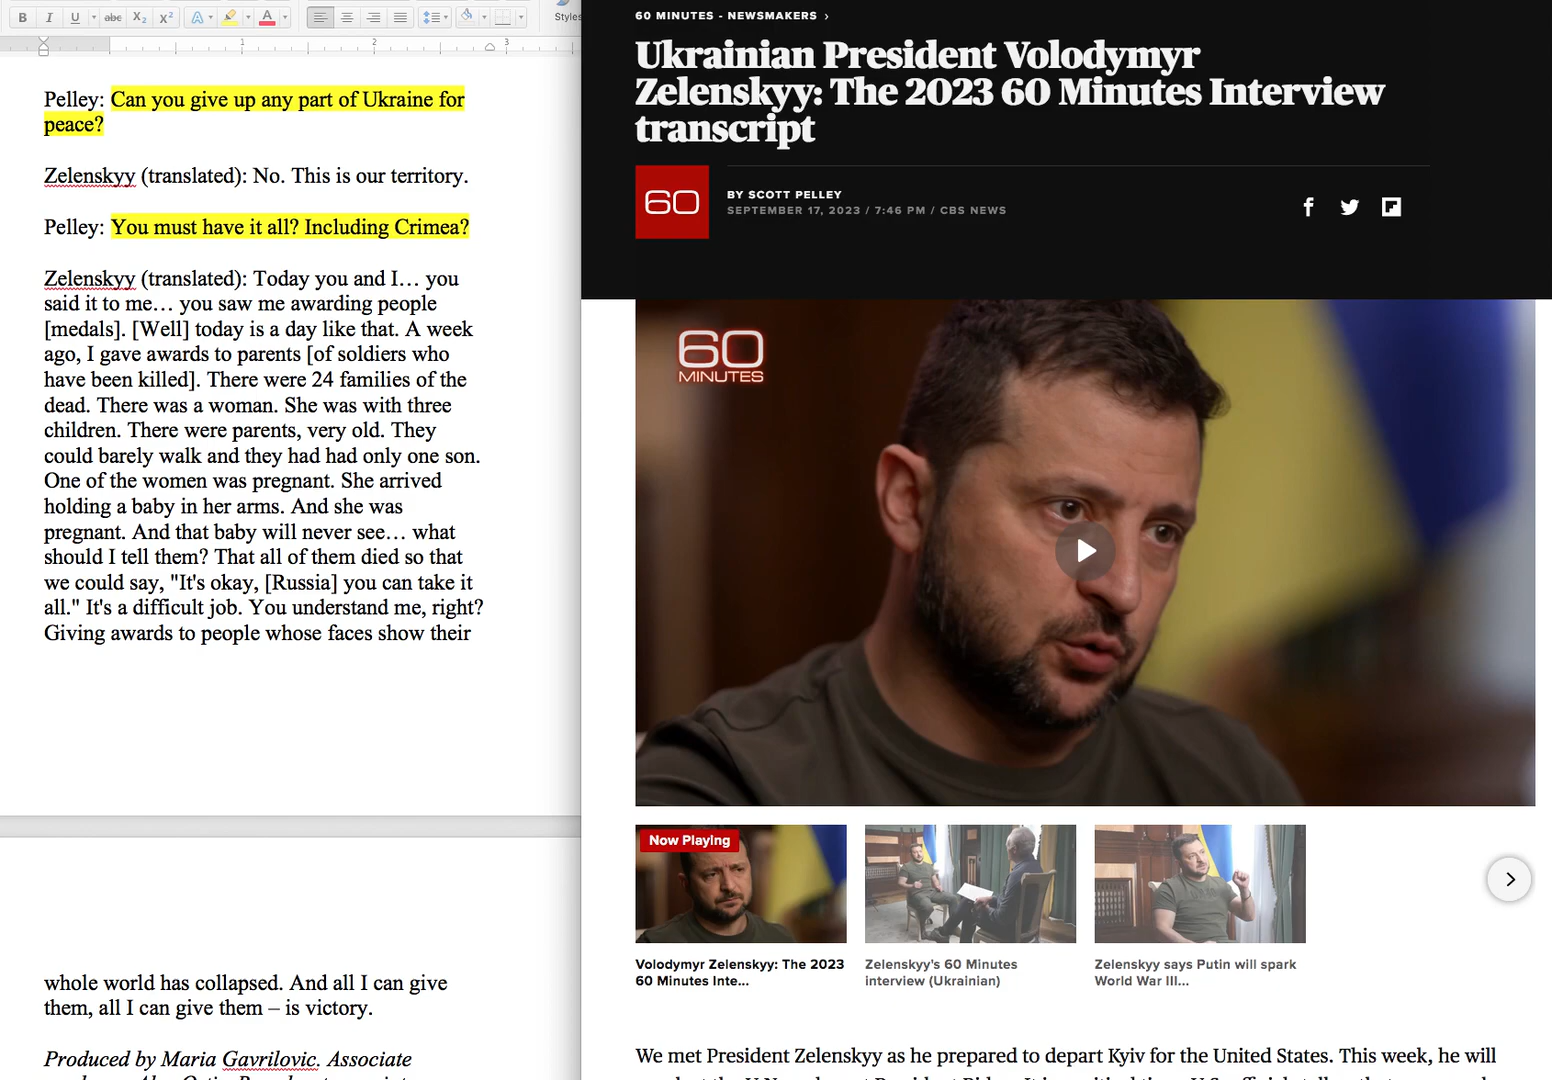 B I U abc X₂ X² A A
Styles
1
2
3
Pelley: Can you give up any part of Ukraine for
peace?
Zelenskyy (translated): No. This is our territory.
Pelley: You must have it all? Including Crimea?
Zelenskyy (translated): Today you and I… you
said it to me… you saw me awarding people
[medals]. [Well] today is a day like that. A week
ago, I gave awards to parents [of soldiers who
have been killed]. There were 24 families of the
dead. There was a woman. She was with three
children. There were parents, very old. They
could barely walk and they had had only one son.
One of the women was pregnant. She arrived
holding a baby in her arms. And she was
pregnant. And that baby will never see… what
should I tell them? That all of them died so that
we could say, "It's okay, [Russia] you can take it
all." It's a difficult job. You understand me, right?
Giving awards to people whose faces show their
whole world has collapsed. And all I can give
them, all I can give them – is victory.
Produced by Maria Gavrilovic. Associate
60 MINUTES - NEWSMAKERS ›
Ukrainian President Volodymyr
Zelenskyy: The 2023 60 Minutes Interview
transcript
60
BY SCOTT PELLEY
SEPTEMBER 17, 2023 / 7:46 PM / CBS NEWS
60
MINUTES
Now Playing
Volodymyr Zelenskyy: The 2023
60 Minutes Inte...
Zelenskyy's 60 Minutes
interview (Ukrainian)
Zelenskyy says Putin will spark
World War III...
We met President Zelenskyy as he prepared to depart Kyiv for the United States. This week, he will